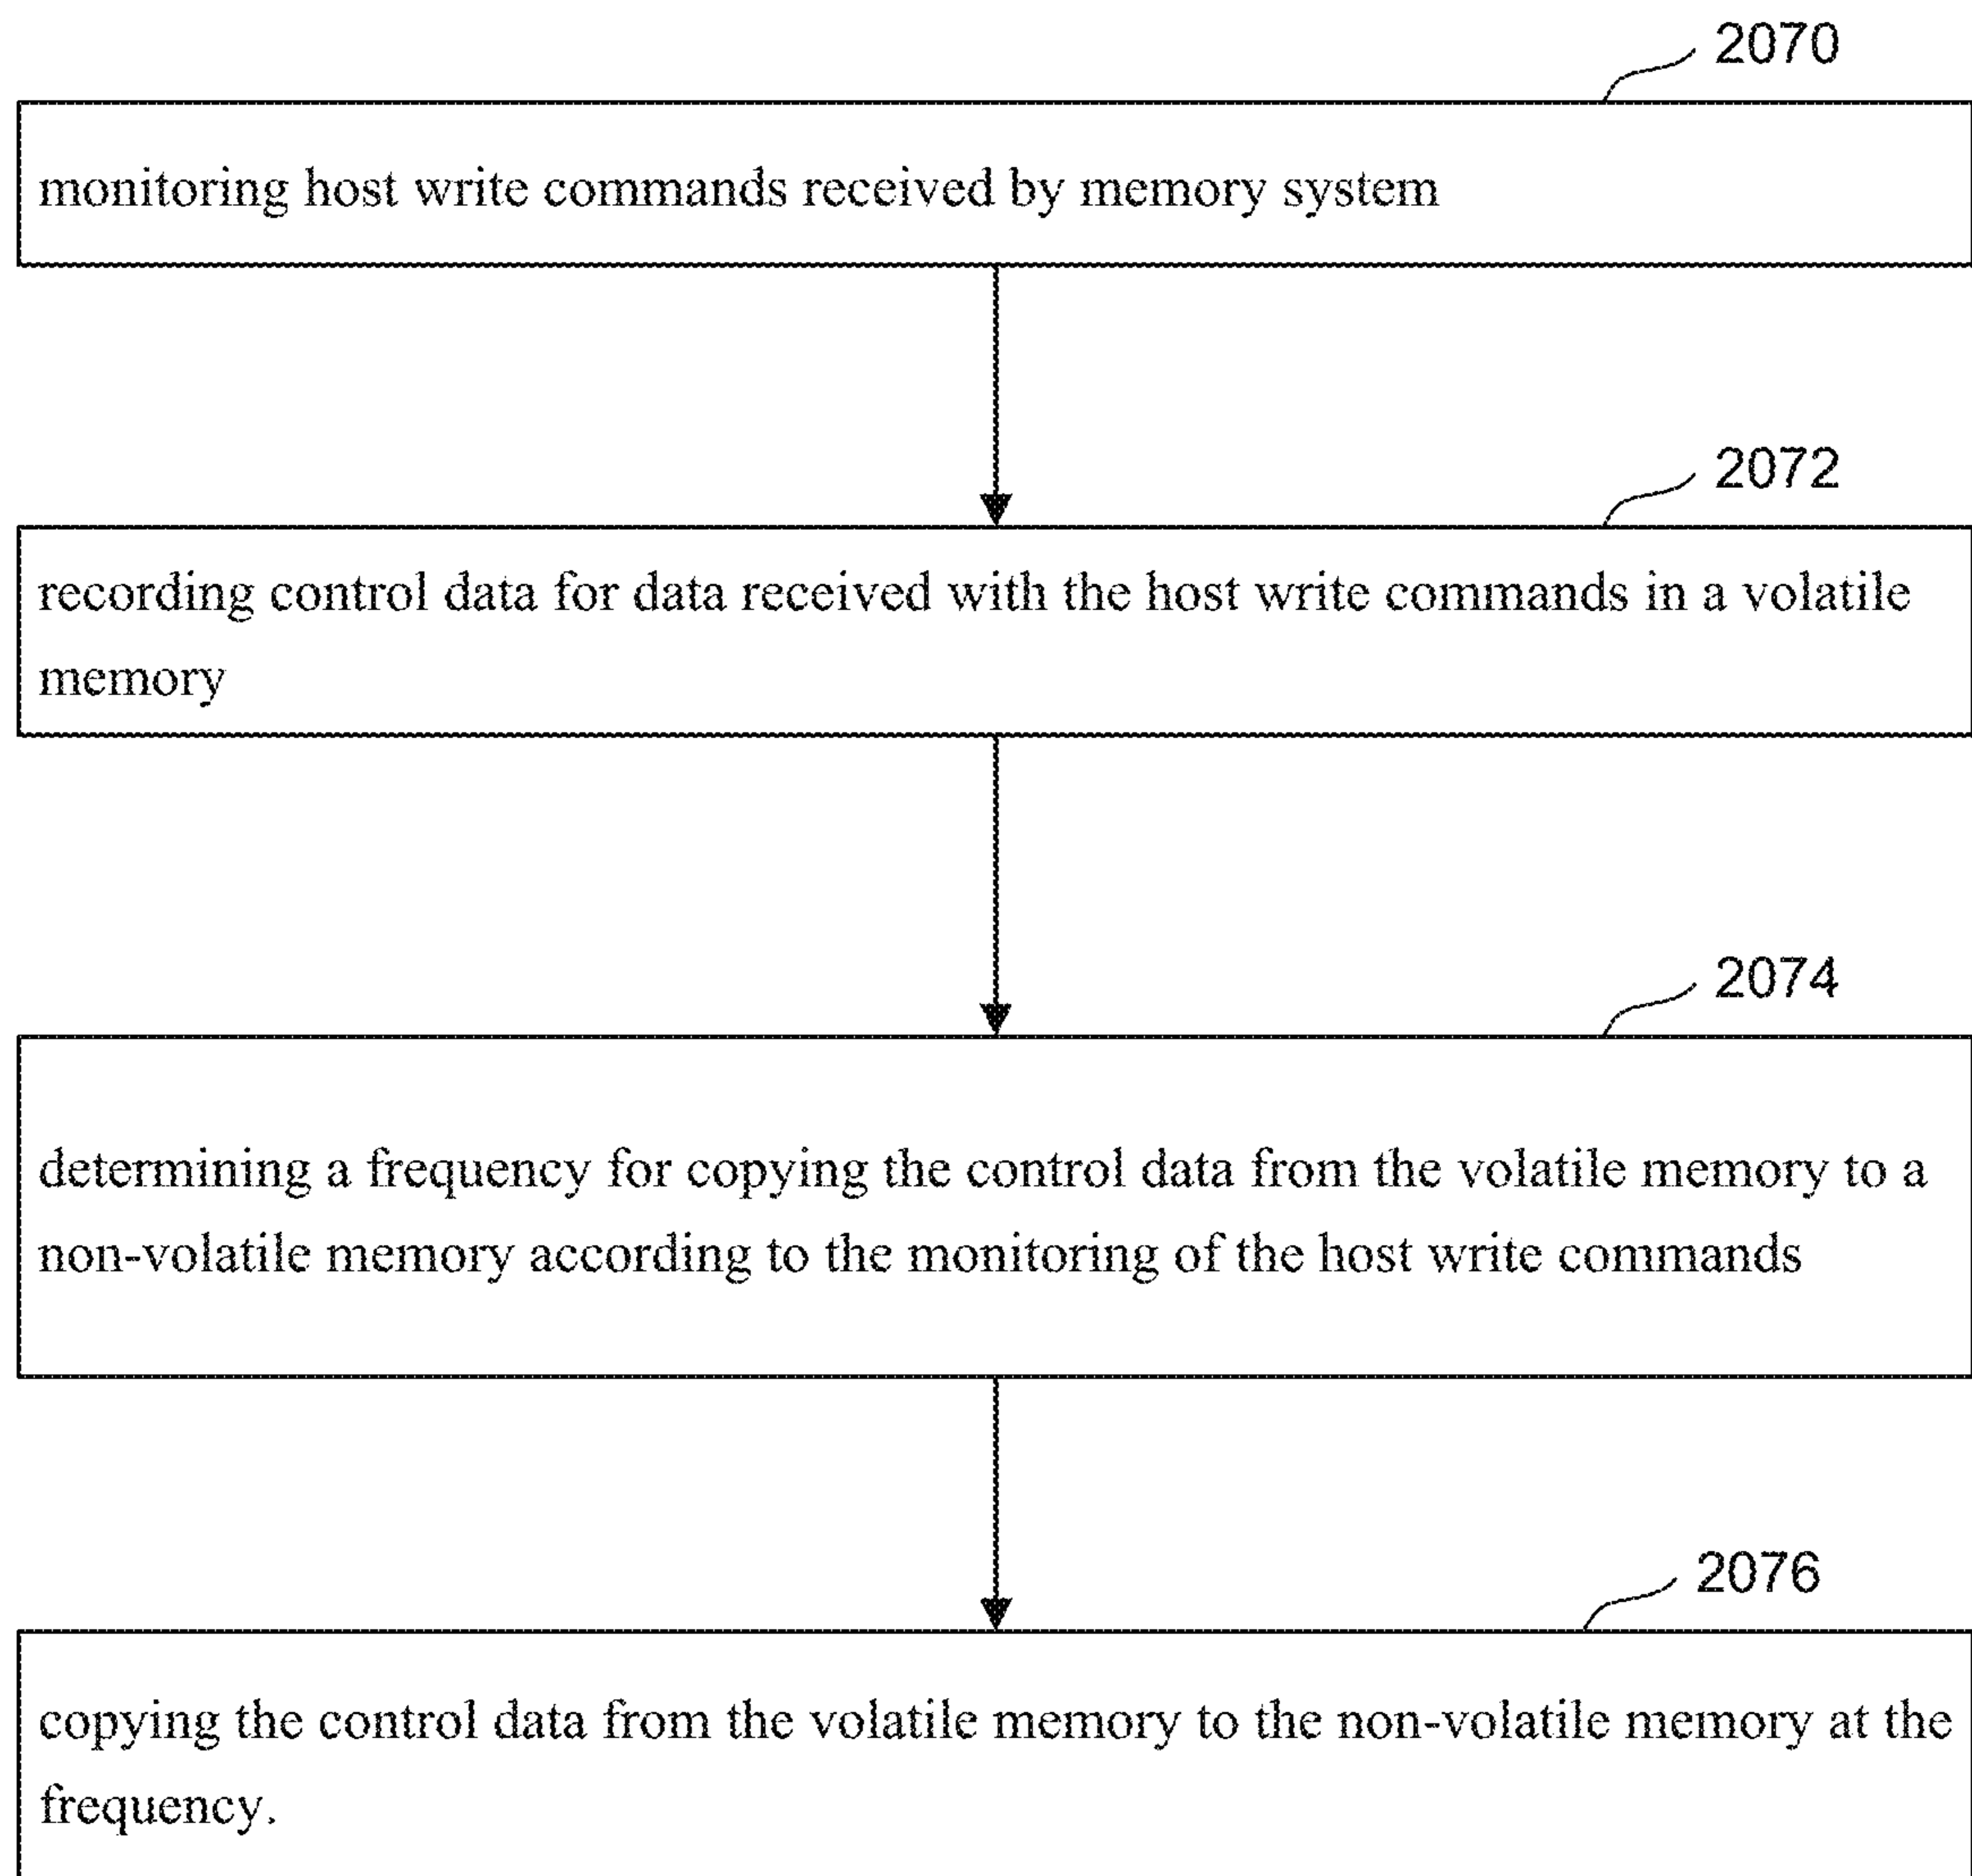 2070
monitoring host write commands received by memory system
2072
recording control data for data received with the host write commands in a volatile
memory
2074
determining a frequency for copying the control data from the volatile memory to a
non-volatile memory according to the monitoring of the host write commands
2076
copying the control data from the volatile memory to the non-volatile memory at the
frequency.